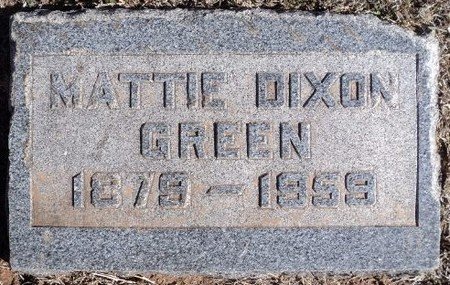 MATTIE DIXON
GREEN
1879 — 1959